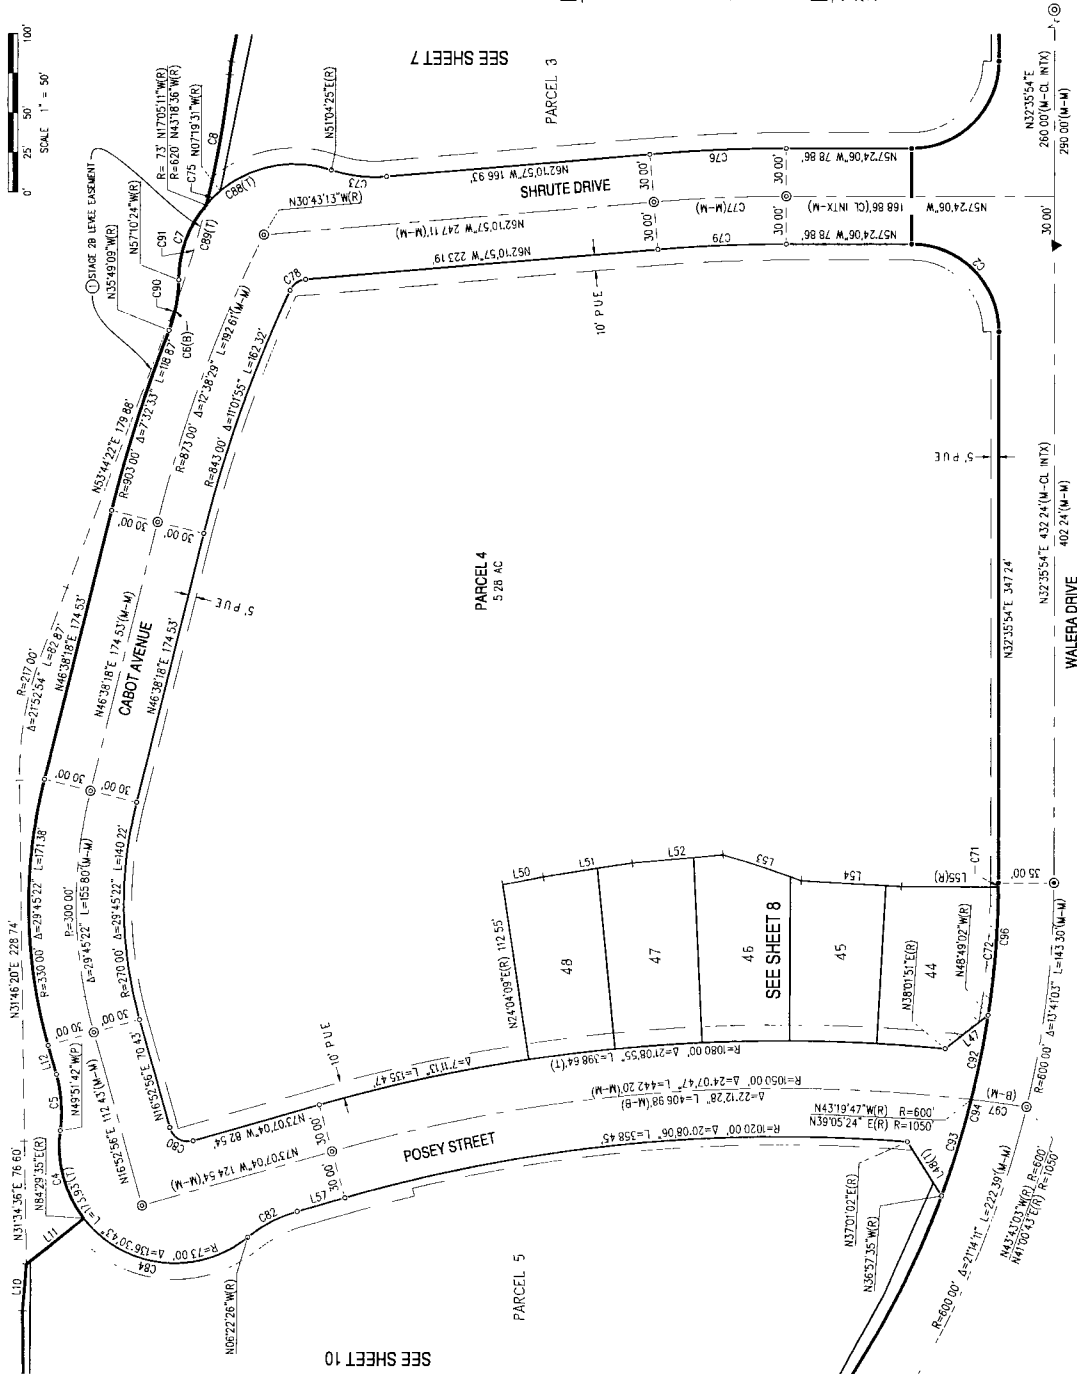 0' 25' 50' 100'
SCALE 1" = 50'
SEE SHEET 7
PARCEL 3
① STAGE 2B LEVEE EASEMENT
R= 73' N17°05'11"W(R)
R=620' N43°18'36"W(R)
C75 N07°19'31"W(R)
C8
N57°10'24"W(R)
N35°49'09"W(R)
C91
C7
C90
C6(B)
C89(T)
C88(T)
N51°04'25"E(R)
C73
N30°43'13"W(R)
N62°10'57"W 166.93'
SHRUTE DRIVE
N62°10'57"W 247.11'(M-M)
N62°10'57"W 223.19'
C78
10' PUE
30.00'
30.00'
C76
C77(M-M)
C79
30.00'
30.00'
N57°24'06"W 78.86'
168.86'(CL INTX-M)
N57°24'06"W 78.86'
N57°24'06"W
C2
30.00'
N32°35'54"E
260.00'(M-CL INTX)
290.00'(M-M)
N53°44'22"E 179.88'
R=903.00' Δ=7°32'33" L=118.87'
R=873.00' Δ=12°38'29" L=192.61'(M-M)
R=843.00' Δ=11°01'55" L=162.32'
30.00'
30.00'
R=217.00'
Δ=21°52'54" L=82.87'
N46°38'18"E 174.53'
N46°38'18"E 174.53'(M-M)
CABOT AVENUE
N46°38'18"E 174.53'
5' PUE
30.00'
30.00'
PARCEL 4
5.28 AC
5' PUE
N32°35'54"E 347.24'
N32°35'54"E 432.24'(M-CL INTX)
402.24'(M-M)
WALERA DRIVE
N31°46'20"E 228.74'
R=330.00' Δ=29°45'22" L=171.38'
R=300.00'
Δ=29°45'22" L=155.80'(M-M)
R=270.00' Δ=29°45'22" L=140.22'
30.00'
30.00'
L12
C5
N49°51'42"W(R)
N16°52'56"E 70.43'
N16°52'56"E 112.43'(M-M)
C4
N84°29'35"E(R)
N31°34'36"E 76.60'
L11
L10
R=73.00' Δ=136°30'43" L=173.93'(T)
C84
C80
N73°07'04"W 82.54'
N73°07'04"W 124.54'(M-M)
10' PUE
30.00'
30.00'
L57
C82
N06°22'26"W(R)
POSEY STREET
Δ=7°11'13" L=135.47'
R=1080.00' Δ=21°08'55" L=398.64'(T)
R=1050.00' Δ=24°07'47" L=442.20'(M-M)
Δ=22°12'28" L=406.98'(M-B)
R=1020.00' Δ=20°08'06" L=358.45'
N24°04'09"E(R) 112.55'
L50
L51
L52
L53
L54
L55(R)
48
47
46
45
44
SEE SHEET 8
C71
35.00'
C72
C96
N48°49'02"W(R)
N38°01'51"E(R)
L47
C92
C94
C93
C97
(M-B)
R=600.00' Δ=13°41'03" L=143.30'(M-M)
N43°19'47"W(R) R=600'
N39°05'24"E(R) R=1050'
L48(T)
N37°01'02"E(R)
N36°57'35"W(R)
N43°43'03"W(R) R=600'
N41°00'43"E(R) R=1050'
R=600.00' Δ=21°14'11" L=222.39'(M-M)
PARCEL 5
SEE SHEET 10